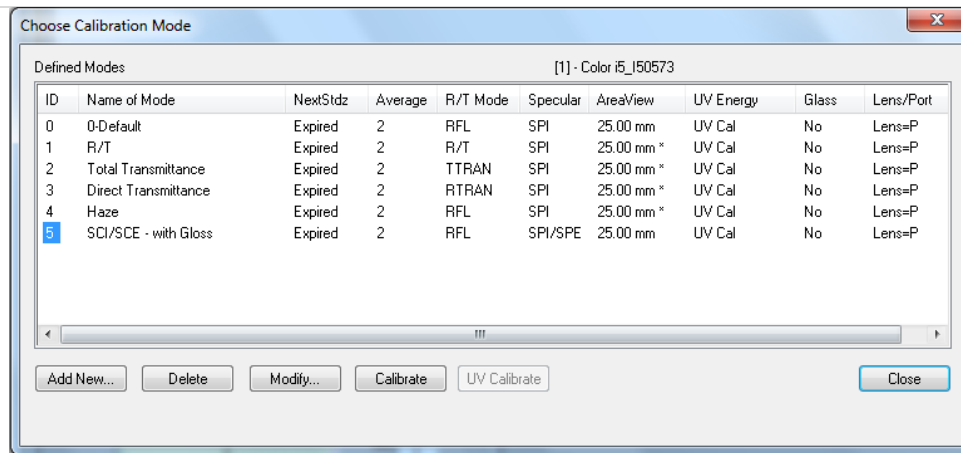 Choose Calibration Mode
Defined Modes [1] - Color i5_I50573
ID Name of Mode NextStdz Average R/T Mode Specular AreaView UV Energy Glass Lens/Port
0 0-Default Expired 2 RFL SPI 25.00 mm UV Cal No Lens=P
1 R/T Expired 2 R/T SPI 25.00 mm * UV Cal No Lens=P
2 Total Transmittance Expired 2 TTRAN SPI 25.00 mm * UV Cal No Lens=P
3 Direct Transmittance Expired 2 RTRAN SPI 25.00 mm * UV Cal No Lens=P
4 Haze Expired 2 RFL SPI 25.00 mm * UV Cal No Lens=P
5 SCI/SCE - with Gloss Expired 2 RFL SPI/SPE 25.00 mm UV Cal No Lens=P
Add New... Delete Modify... Calibrate UV Calibrate Close